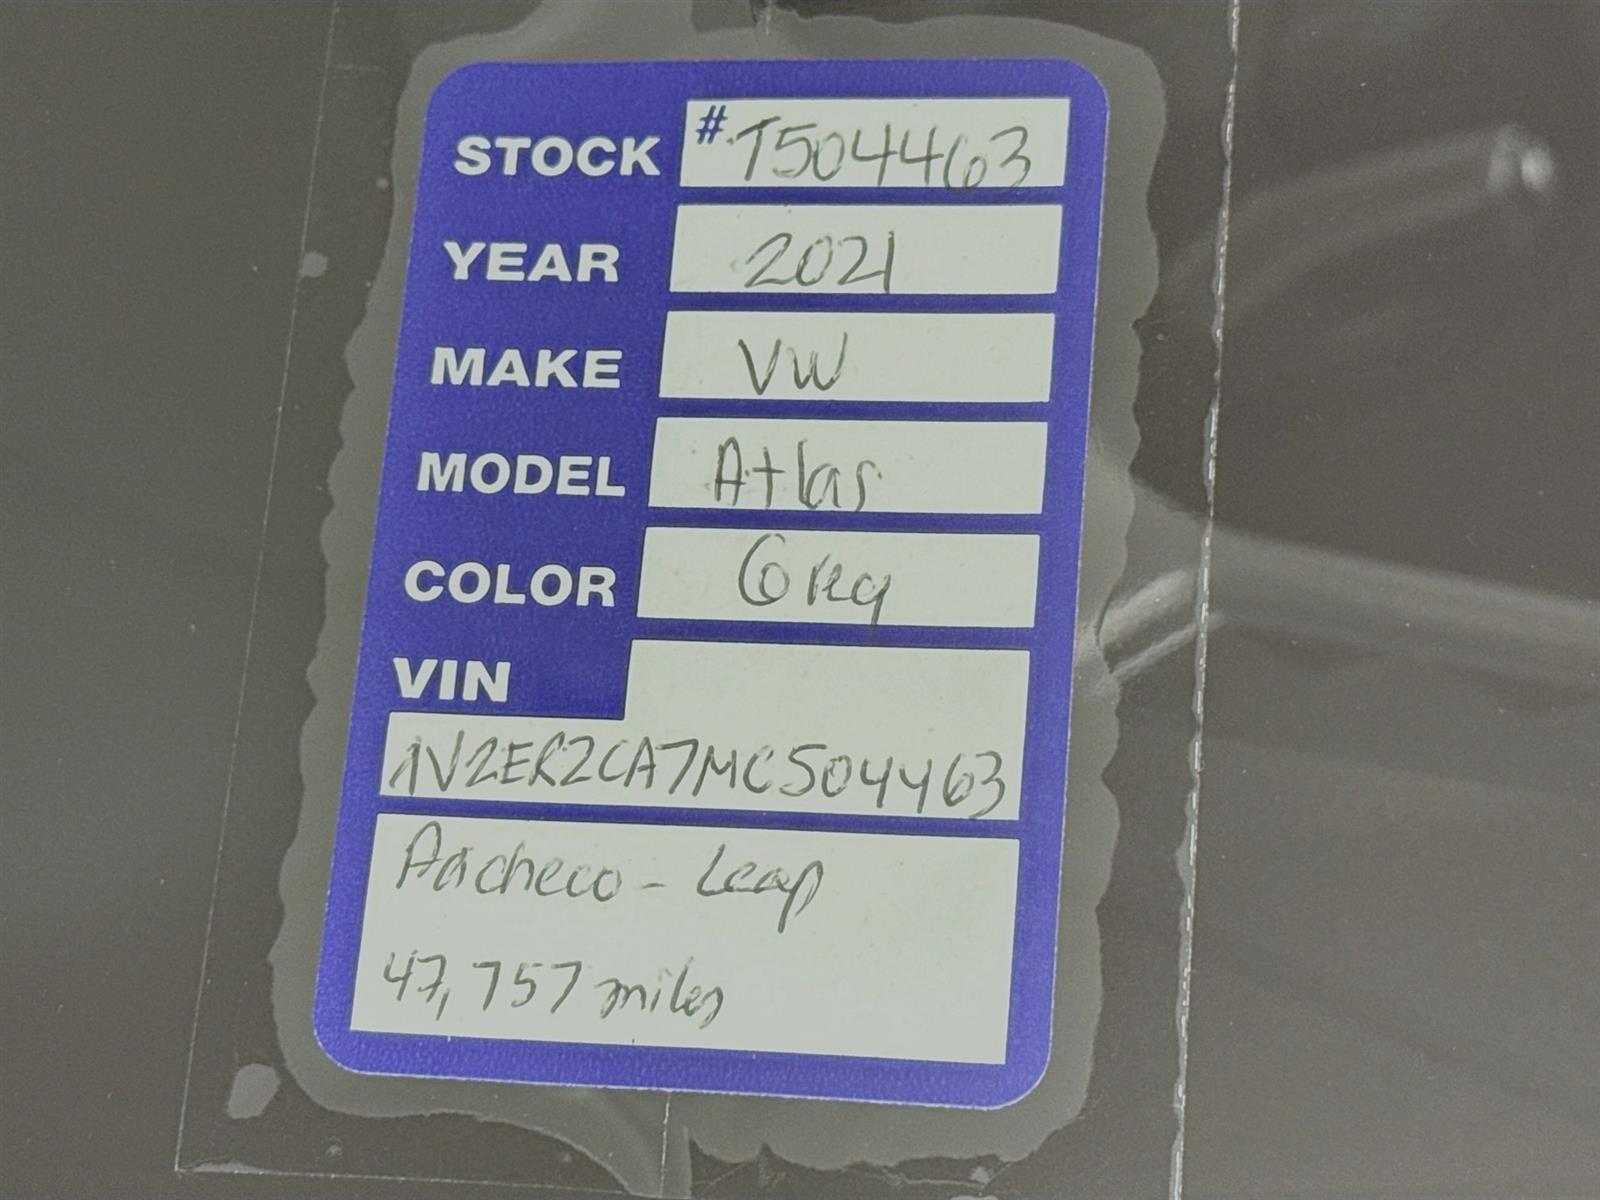 STOCK #T504463
YEAR 2021
MAKE VW
MODEL Atlas
COLOR Grey
VIN
1V2ER2CA7MC504463
Pacheco - Leap
47,757 miles